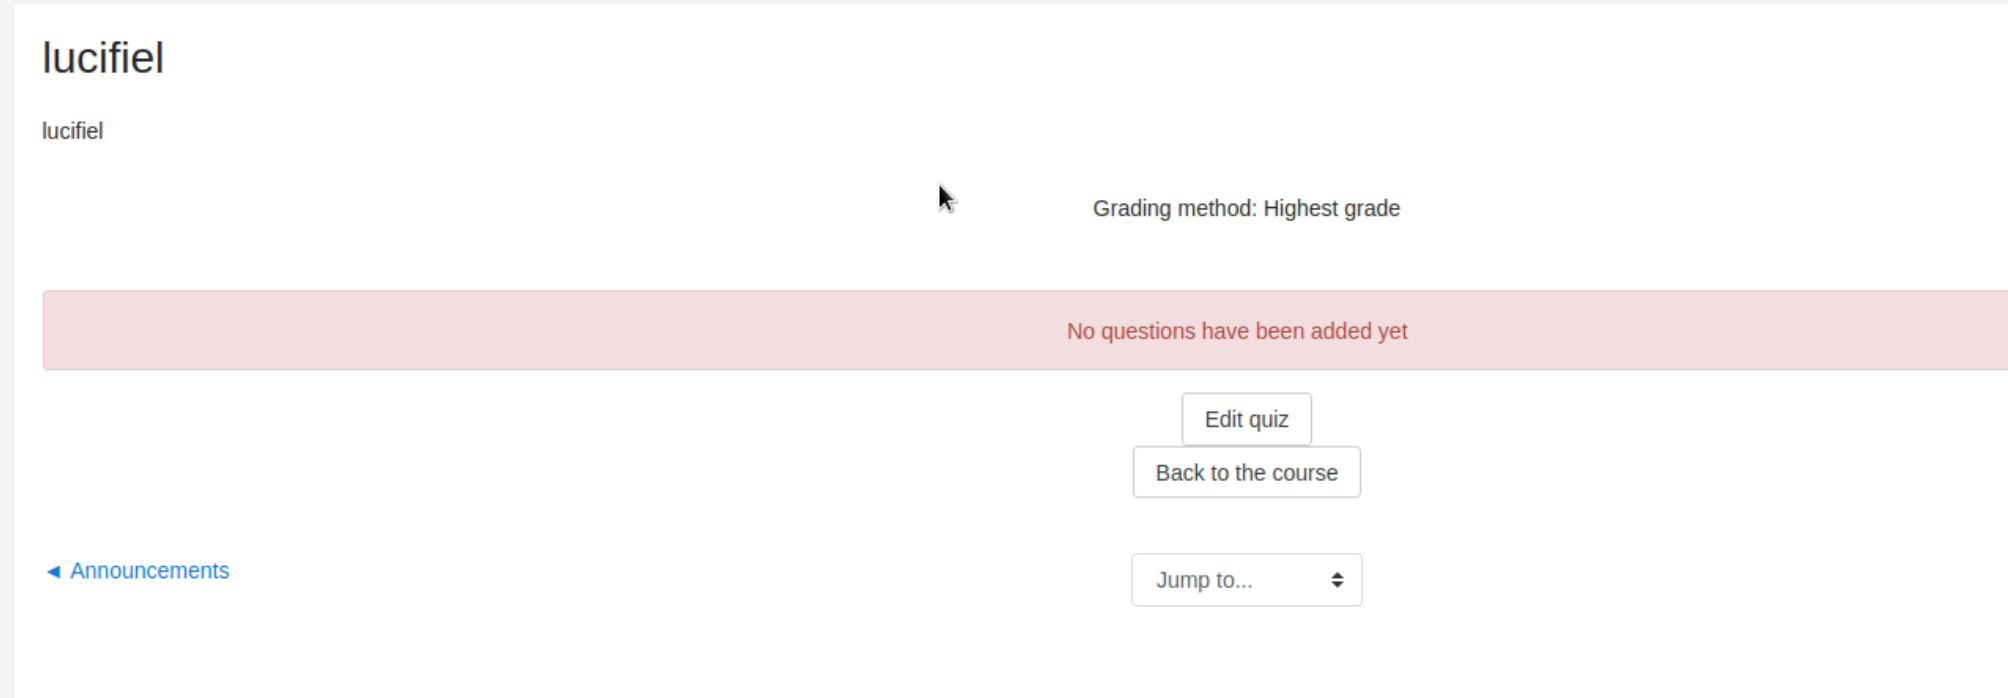 lucifiel
lucifiel
Grading method: Highest grade
No questions have been added yet
Edit quiz
Back to the course
◄ Announcements
Jump to...